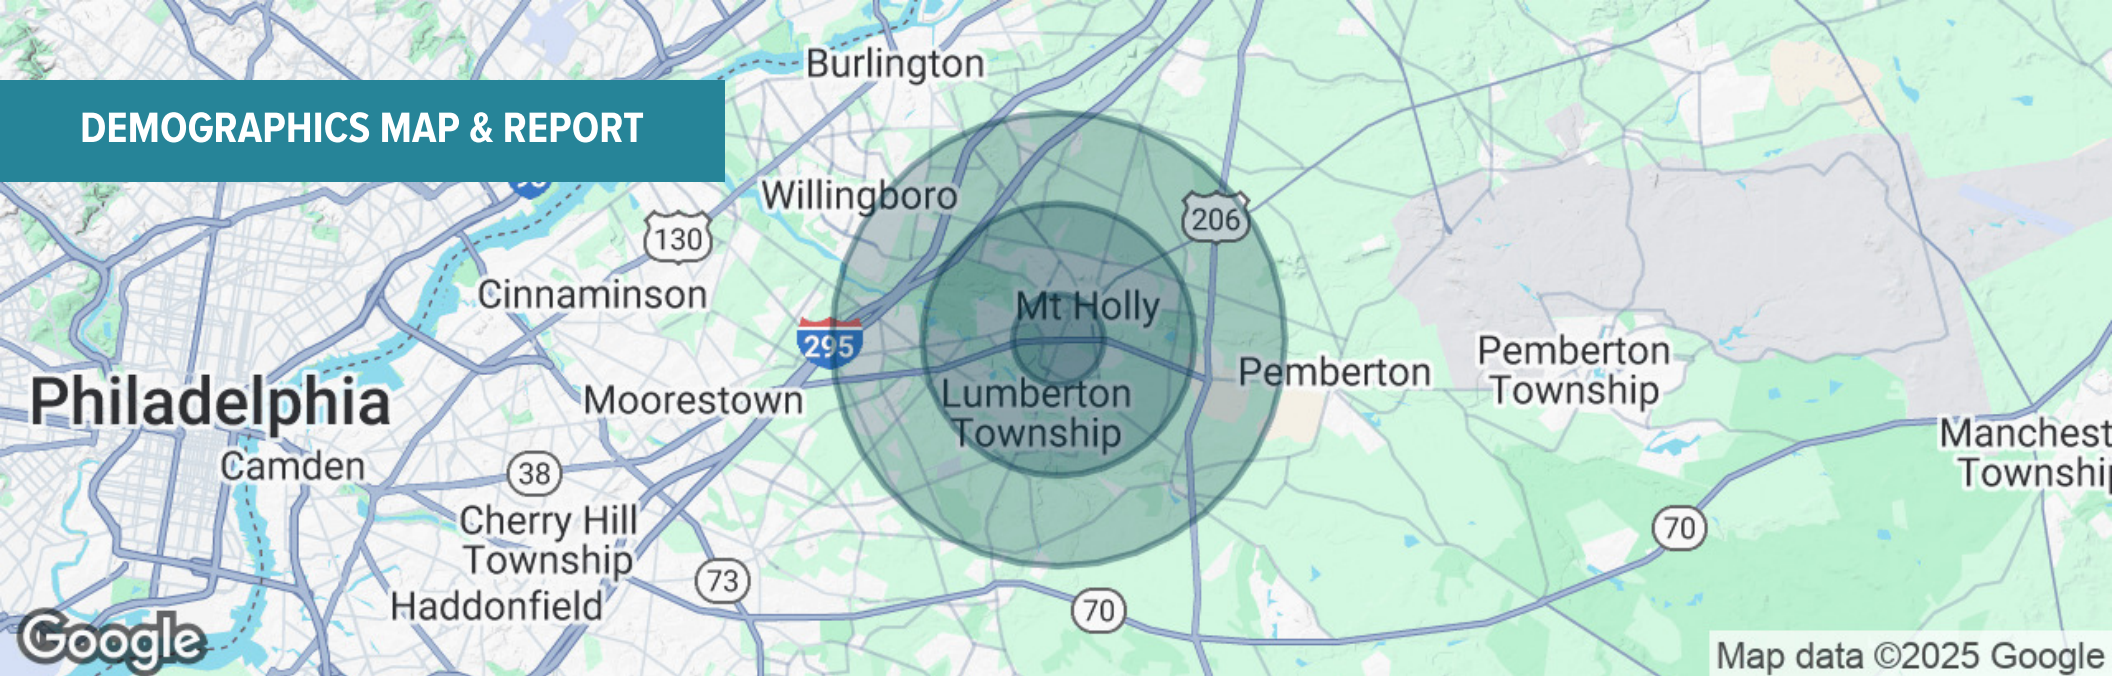 Burlington
DEMOGRAPHICS MAP & REPORT
Willingboro
206
130
Cinnaminson
Mt Holly
295
Pemberton
Township
Pemberton
Philadelphia
Moorestown
Lumberton
Township
Manchest
Township
Camden
38
Cherry Hill
Township
70
73
Haddonfield
70
Google
Map data ©2025 Google